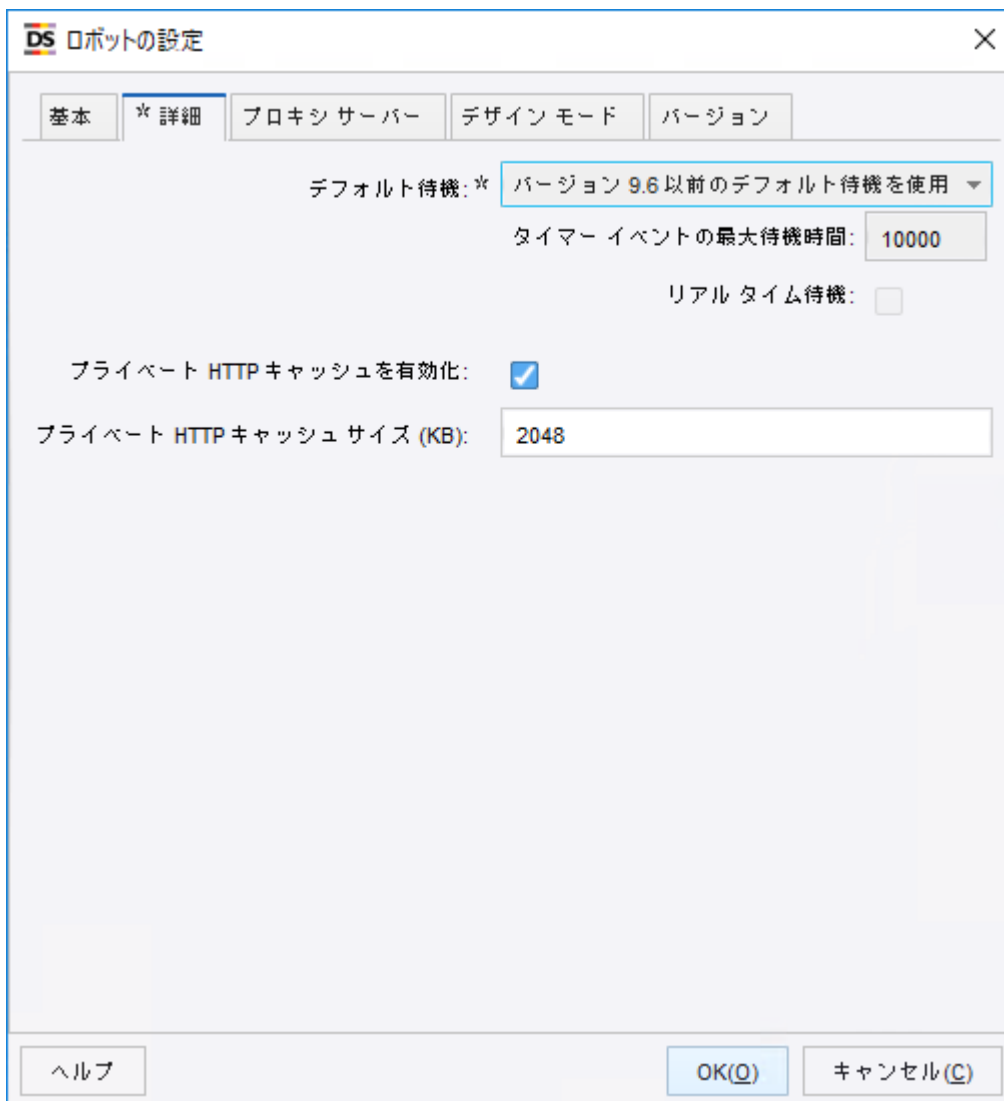 DS ロボットの設定
基本 * 詳細 プロキシ サーバー デザイン モード バージョン
デフォルト待機:* バージョン 9.6 以前のデフォルト待機を使用
タイマー イベントの最大待機時間: 10000
リアル タイム待機:
プライベート HTTP キャッシュを有効化:
プライベート HTTP キャッシュ サイズ (KB): 2048
ヘルプ OK(O) キャンセル(C)